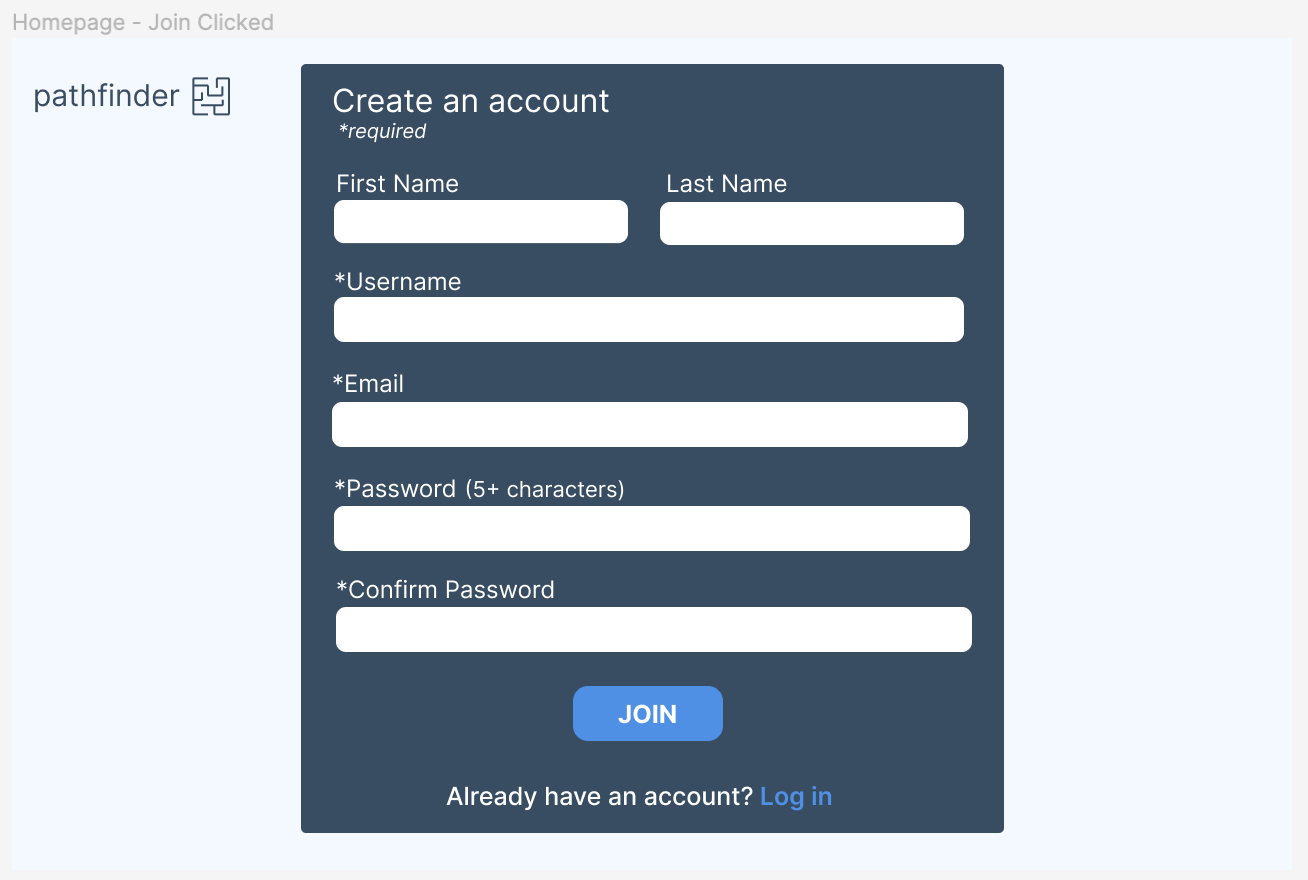 Homepage - Join Clicked
pathfinder
Create an account
*required
First Name Last Name
*Username
*Email
*Password (5+ characters)
*Confirm Password
JOIN
Already have an account? Log in